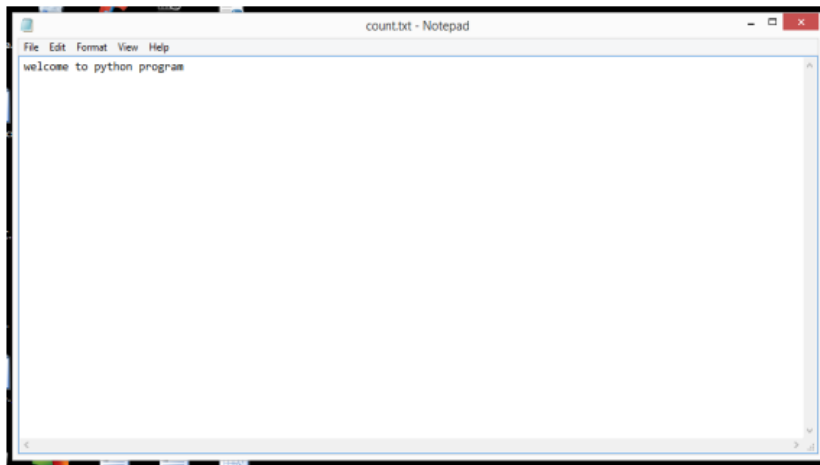 count.txt - Notepad
File Edit Format View Help
welcome to python program